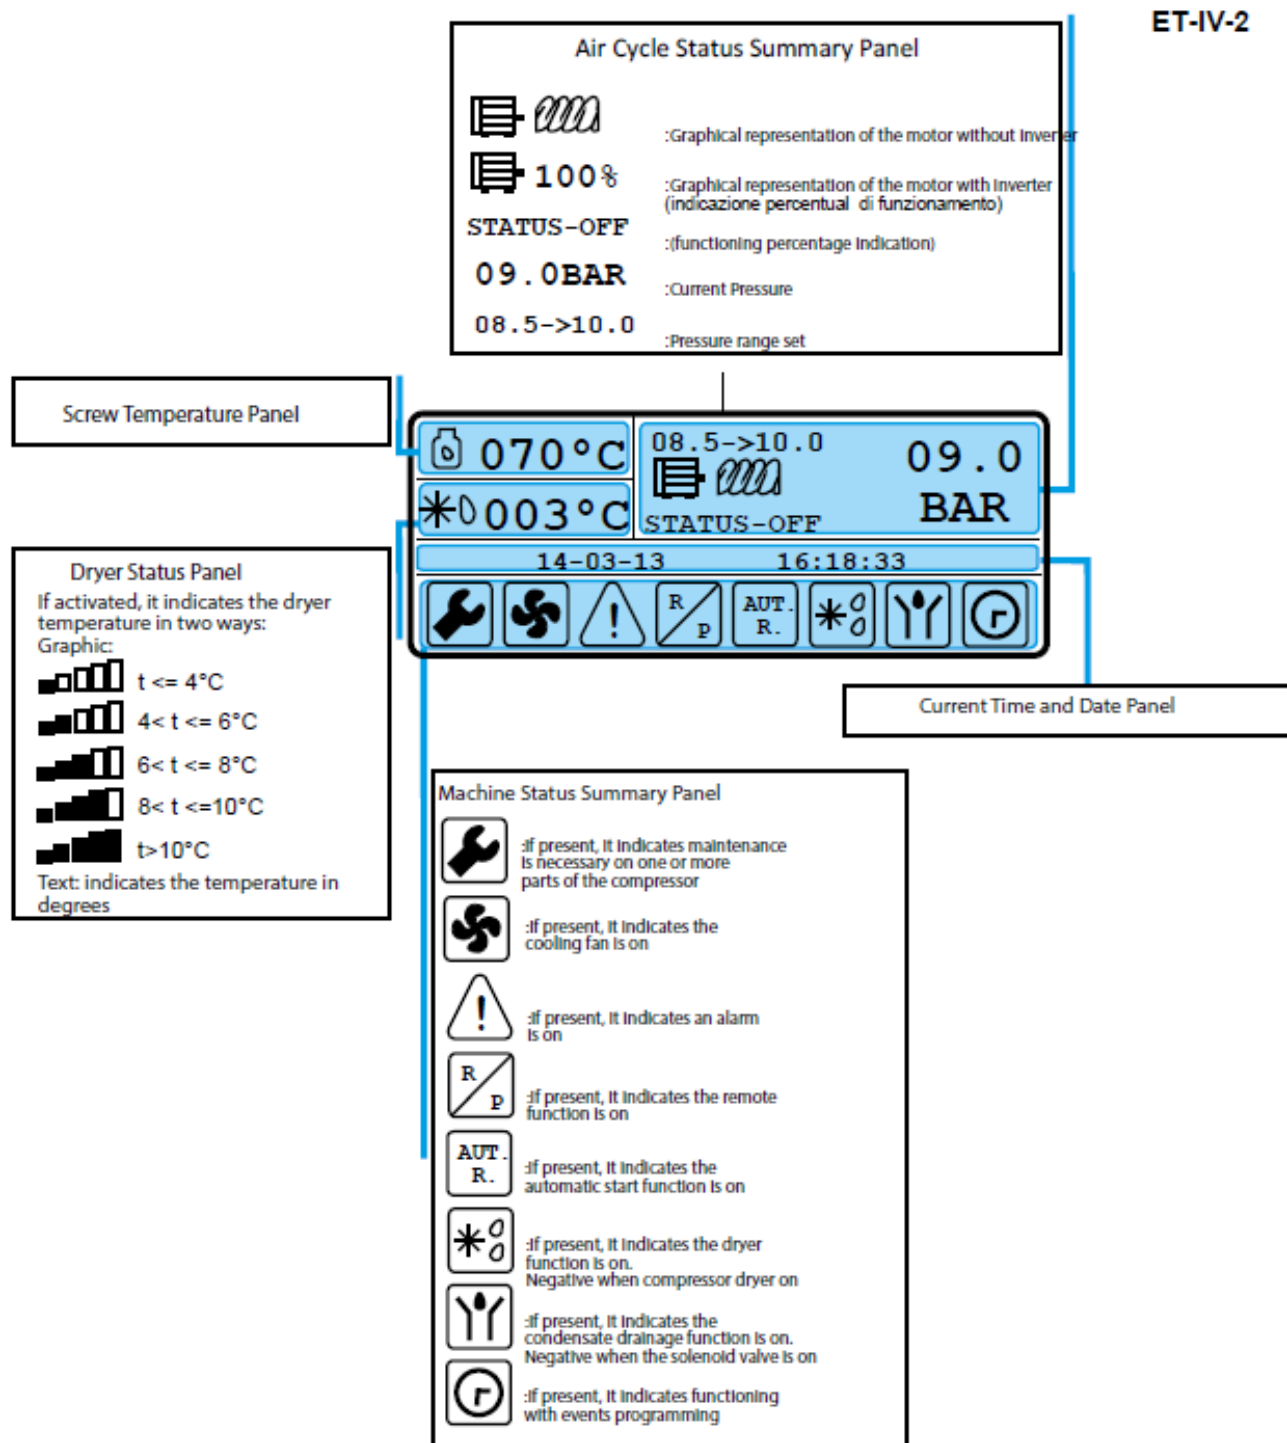 ET-IV-2
Air Cycle Status Summary Panel
:Graphical representation of the motor without Inverter
100%
:Graphical representation of the motor with Inverter
(indicazione percentual di funzionamento)
STATUS-OFF
:(functioning percentage Indication)
09.0BAR
:Current Pressure
08.5->10.0
:Pressure range set
Screw Temperature Panel
070°C
08.5->10.0
09.0
BAR
003°C
STATUS-OFF
14-03-13 16:18:33
R/P
AUT.
R.
Dryer Status Panel
If activated, it indicates the dryer
temperature in two ways:
Graphic:
t <= 4°C
4< t <= 6°C
6< t <= 8°C
8< t <=10°C
t>10°C
Text: indicates the temperature in
degrees
Current Time and Date Panel
Machine Status Summary Panel
:If present, It Indicates maintenance
Is necessary on one or more
parts of the compressor
:If present, It Indicates the
cooling fan Is on
:If present, It Indicates an alarm
Is on
R/P
:If present, It Indicates the remote
function Is on
AUT.
R.
:If present, It Indicates the
automatic start function Is on
:If present, It Indicates the dryer
function Is on.
Negative when compressor dryer on
:If present, It Indicates the
condensate drainage function Is on.
Negative when the solenoid valve Is on
:If present, It Indicates functioning
with events programming